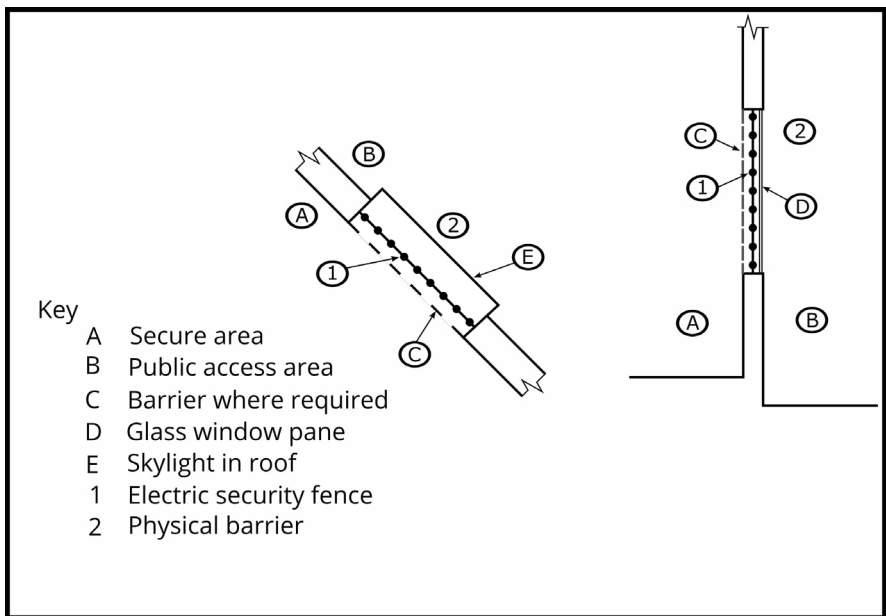 B
A
2
E
1
C
C
2
1
D
A
B
Key
A Secure area
B Public access area
C Barrier where required
D Glass window pane
E Skylight in roof
1 Electric security fence
2 Physical barrier